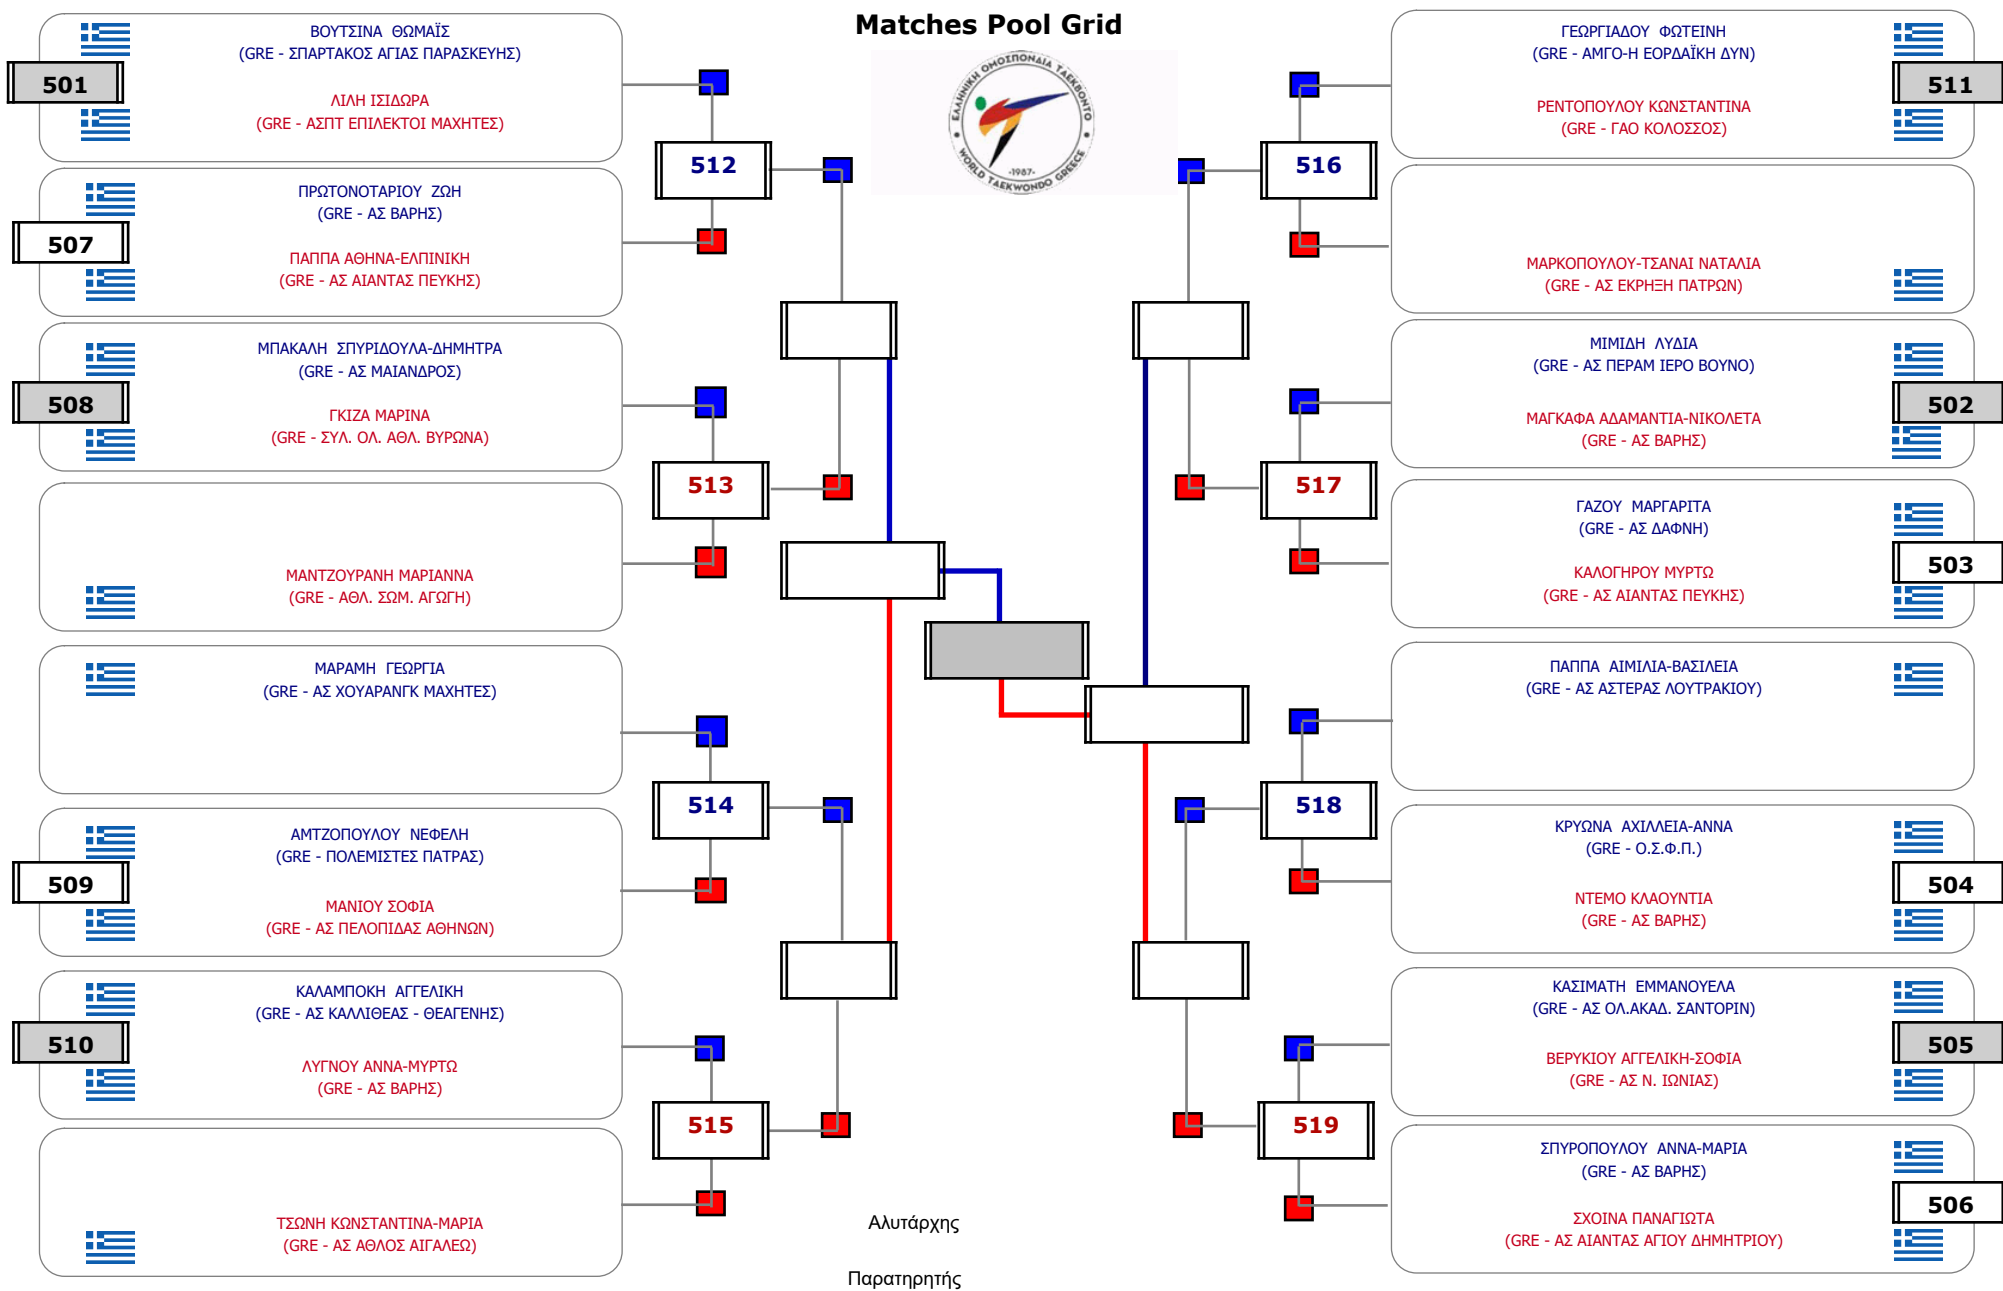 Matches Pool Grid
ΕΛΛΗΝΙΚΗ ΟΜΟΣΠΟΝΔΙΑ ΤΑΕΚΒΟΝΤΟ
WORLD TAEKWONDO GREECE
·1987·
501
ΒΟΥΤΣΙΝΑ ΘΩΜΑΪΣ
(GRE - ΣΠΑΡΤΑΚΟΣ ΑΓΙΑΣ ΠΑΡΑΣΚΕΥΗΣ)
ΛΙΛΗ ΙΣΙΔΩΡΑ
(GRE - ΑΣΠΤ ΕΠΙΛΕΚΤΟΙ ΜΑΧΗΤΕΣ)
507
ΠΡΩΤΟΝΟΤΑΡΙΟΥ ΖΩΗ
(GRE - ΑΣ ΒΑΡΗΣ)
ΠΑΠΠΑ ΑΘΗΝΑ-ΕΛΠΙΝΙΚΗ
(GRE - ΑΣ ΑΙΑΝΤΑΣ ΠΕΥΚΗΣ)
508
ΜΠΑΚΑΛΗ ΣΠΥΡΙΔΟΥΛΑ-ΔΗΜΗΤΡΑ
(GRE - ΑΣ ΜΑΙΑΝΔΡΟΣ)
ΓΚΙΖΑ ΜΑΡΙΝΑ
(GRE - ΣΥΛ. ΟΛ. ΑΘΛ. ΒΥΡΩΝΑ)
ΜΑΝΤΖΟΥΡΑΝΗ ΜΑΡΙΑΝΝΑ
(GRE - ΑΘΛ. ΣΩΜ. ΑΓΩΓΗ)
ΜΑΡΑΜΗ ΓΕΩΡΓΙΑ
(GRE - ΑΣ ΧΟΥΑΡΑΝΓΚ ΜΑΧΗΤΕΣ)
509
ΑΜΤΖΟΠΟΥΛΟΥ ΝΕΦΕΛΗ
(GRE - ΠΟΛΕΜΙΣΤΕΣ ΠΑΤΡΑΣ)
ΜΑΝΙΟΥ ΣΟΦΙΑ
(GRE - ΑΣ ΠΕΛΟΠΙΔΑΣ ΑΘΗΝΩΝ)
510
ΚΑΛΑΜΠΟΚΗ ΑΓΓΕΛΙΚΗ
(GRE - ΑΣ ΚΑΛΛΙΘΕΑΣ - ΘΕΑΓΕΝΗΣ)
ΛΥΓΝΟΥ ΑΝΝΑ-ΜΥΡΤΩ
(GRE - ΑΣ ΒΑΡΗΣ)
ΤΣΩΝΗ ΚΩΝΣΤΑΝΤΙΝΑ-ΜΑΡΙΑ
(GRE - ΑΣ ΑΘΛΟΣ ΑΙΓΑΛΕΩ)
512
513
514
515
516
517
518
519
ΓΕΩΡΓΙΑΔΟΥ ΦΩΤΕΙΝΗ
(GRE - ΑΜΓΟ-Η ΕΟΡΔΑΪΚΗ ΔΥΝ)
511
ΡΕΝΤΟΠΟΥΛΟΥ ΚΩΝΣΤΑΝΤΙΝΑ
(GRE - ΓΑΟ ΚΟΛΟΣΣΟΣ)
ΜΑΡΚΟΠΟΥΛΟΥ-ΤΣΑΝΑΙ ΝΑΤΑΛΙΑ
(GRE - ΑΣ ΕΚΡΗΞΗ ΠΑΤΡΩΝ)
ΜΙΜΙΔΗ ΛΥΔΙΑ
(GRE - ΑΣ ΠΕΡΑΜ ΙΕΡΟ ΒΟΥΝΟ)
502
ΜΑΓΚΑΦΑ ΑΔΑΜΑΝΤΙΑ-ΝΙΚΟΛΕΤΑ
(GRE - ΑΣ ΒΑΡΗΣ)
ΓΑΖΟΥ ΜΑΡΓΑΡΙΤΑ
(GRE - ΑΣ ΔΑΦΝΗ)
503
ΚΑΛΟΓΗΡΟΥ ΜΥΡΤΩ
(GRE - ΑΣ ΑΙΑΝΤΑΣ ΠΕΥΚΗΣ)
ΠΑΠΠΑ ΑΙΜΙΛΙΑ-ΒΑΣΙΛΕΙΑ
(GRE - ΑΣ ΑΣΤΕΡΑΣ ΛΟΥΤΡΑΚΙΟΥ)
ΚΡΥΩΝΑ ΑΧΙΛΛΕΙΑ-ΑΝΝΑ
(GRE - Ο.Σ.Φ.Π.)
504
ΝΤΕΜΟ ΚΛΑΟΥΝΤΙΑ
(GRE - ΑΣ ΒΑΡΗΣ)
ΚΑΣΙΜΑΤΗ ΕΜΜΑΝΟΥΕΛΑ
(GRE - ΑΣ ΟΛ.ΑΚΑΔ. ΣΑΝΤΟΡΙΝ)
505
ΒΕΡΥΚΙΟΥ ΑΓΓΕΛΙΚΗ-ΣΟΦΙΑ
(GRE - ΑΣ Ν. ΙΩΝΙΑΣ)
ΣΠΥΡΟΠΟΥΛΟΥ ΑΝΝΑ-ΜΑΡΙΑ
(GRE - ΑΣ ΒΑΡΗΣ)
506
ΣΧΟΙΝΑ ΠΑΝΑΓΙΩΤΑ
(GRE - ΑΣ ΑΙΑΝΤΑΣ ΑΓΙΟΥ ΔΗΜΗΤΡΙΟΥ)
Αλυτάρχης
Παρατηρητής